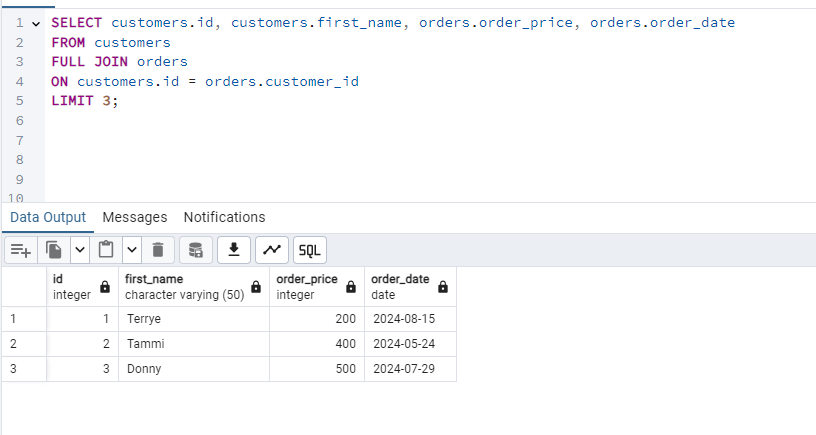 1 SELECT customers.id, customers.first_name, orders.order_price, orders.order_date
2 FROM customers
3 FULL JOIN orders
4 ON customers.id = orders.customer_id
5 LIMIT 3;
6
7
8
9
10
Data Output Messages Notifications
SQL
id first_name order_price order_date
integer character varying (50) integer date
1 1 Terrye 200 2024-08-15
2 2 Tammi 400 2024-05-24
3 3 Donny 500 2024-07-29